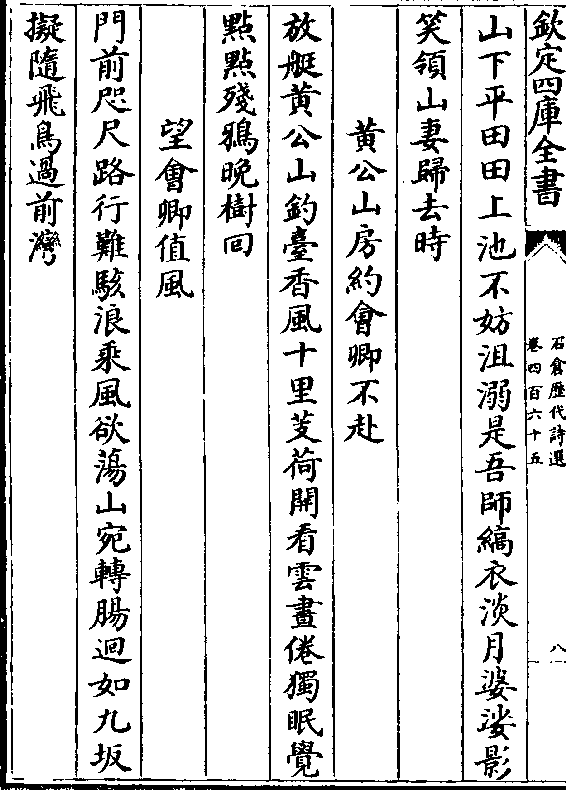 欽定四庫全書
石倉歴代詩選
卷四百六十五
八
山下平田田上池不妨沮溺是吾師縞衣淡月婆娑影
笑領山妻歸去時
黄公山房約會卿不赴
放艇黄公山釣臺香風十里芰荷開看雲晝倦獨眠覺
點點殘鴉晩樹囘
望會卿值風
門前咫尺路行難駭浪乘風欲蕩山宛轉腸迴如九坂
擬隨飛鳥過前灣